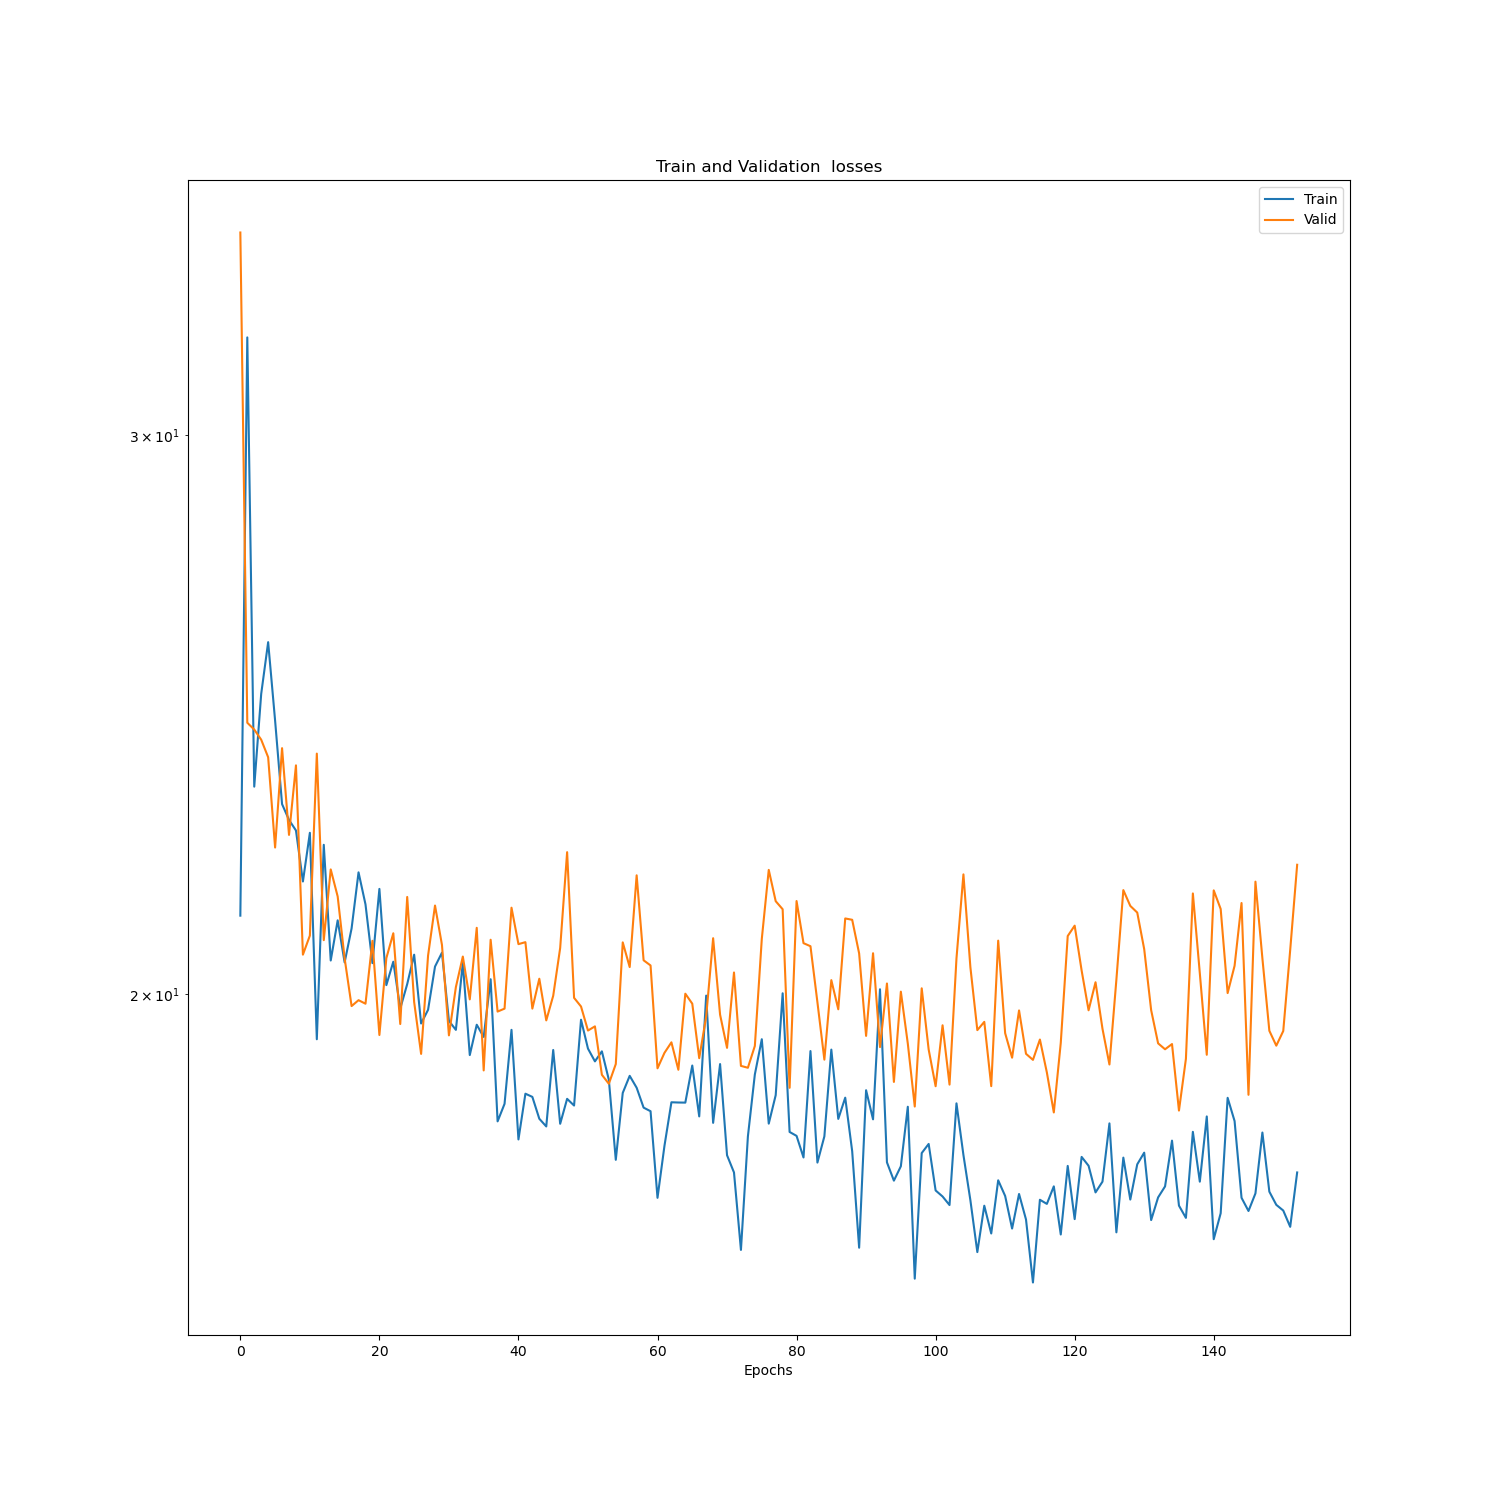 Train and Validation  losses
Train
Valid
3 × 10¹
2 × 10¹
0 20 40 60 80 100 120 140
Epochs